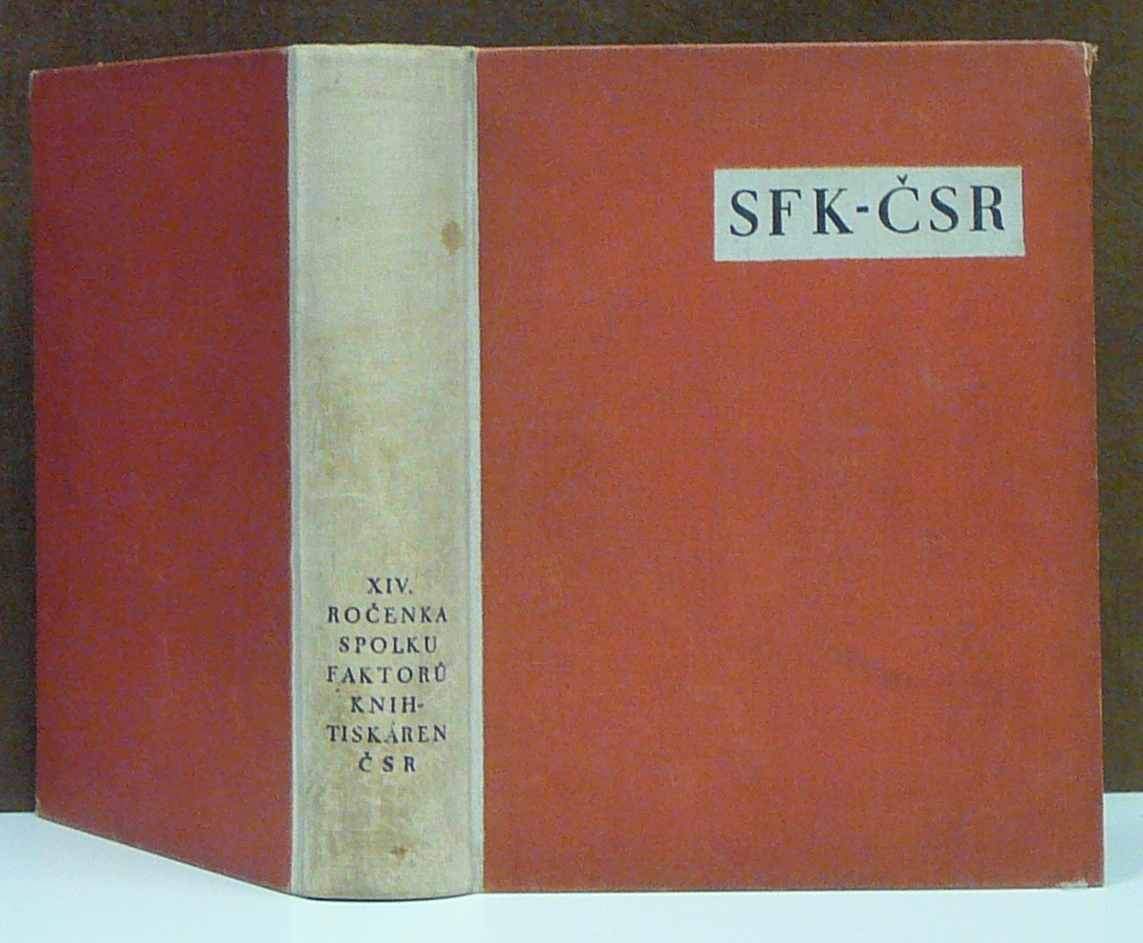 SFK-ČSR
XIV.
ROČENKA
SPOLKU
FAKTORŮ
KNIH-
TISKÁREN
ČSR